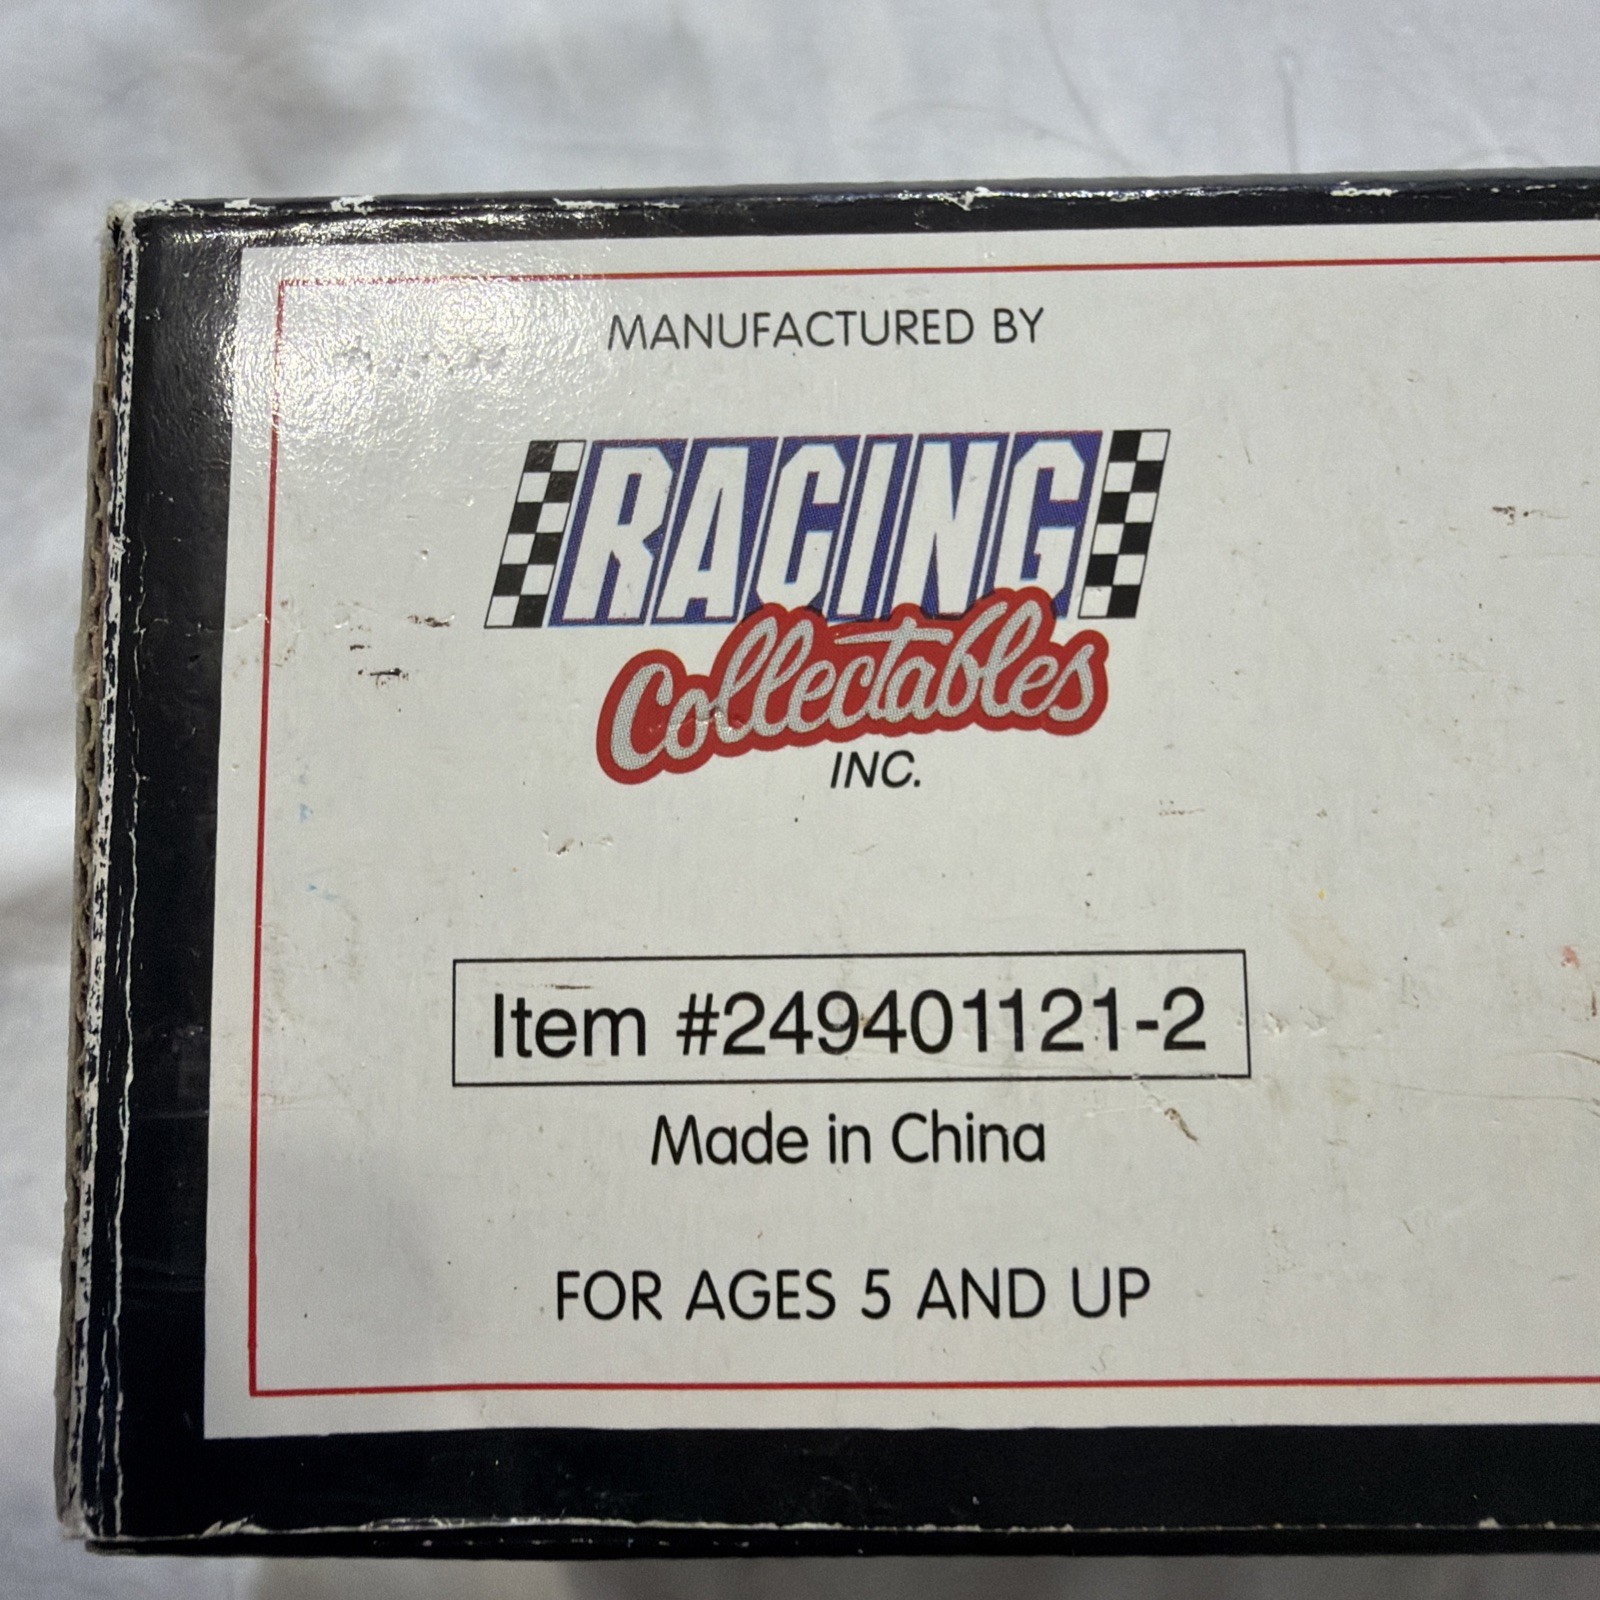 MANUFACTURED BY
RACING
Collectables
INC.
Item #249401121-2
Made in China
FOR AGES 5 AND UP